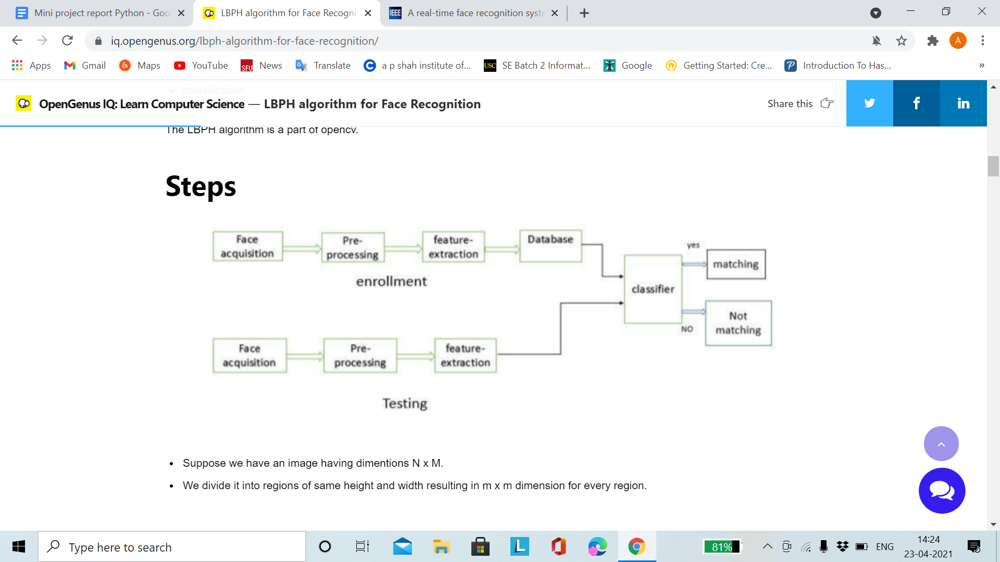 Mini project report Python - Goo
LBPH algorithm for Face Recogni
IEEE A real-time face recognition syste
iq.opengenus.org/lbph-algorithm-for-face-recognition/
A
Apps Gmail Maps YouTube SFU News Translate a p shah institute of... USC SE Batch 2 Informat... Google Getting Started: Cre... Introduction To Has... »
classification
OpenGenus IQ: Learn Computer Science — LBPH algorithm for Face Recognition
Share this
The LBPH algorithm is a part of opencv.
Steps
Face
acquisition
Pre-
processing
feature-
extraction
Database
enrollment
classifier
yes
matching
NO
Not
matching
Face
acquisition
Pre-
processing
feature-
extraction
Testing
• Suppose we have an image having dimentions N x M.
• We divide it into regions of same height and width resulting in m x m dimension for every region.
Type here to search
81%
ENG
14:24
23-04-2021